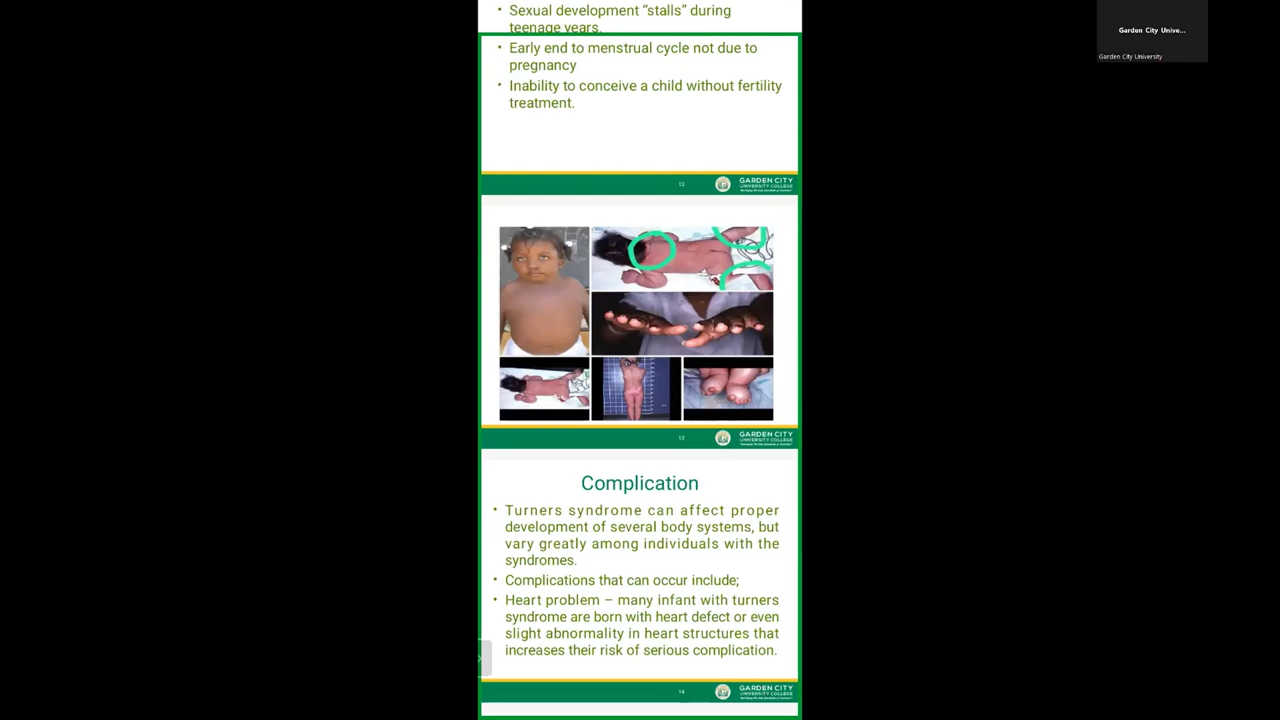 Sexual development “stalls” during
teenage years.
• Early end to menstrual cycle not due to
pregnancy
• Inability to conceive a child without fertility
treatment.
12
GARDEN CITY
UNIVERSITY COLLEGE
13
GARDEN CITY
UNIVERSITY COLLEGE
Complication
• Turners syndrome can affect proper
development of several body systems, but
vary greatly among individuals with the
syndromes.
• Complications that can occur include;
• Heart problem – many infant with turners
syndrome are born with heart defect or even
slight abnormality in heart structures that
increases their risk of serious complication.
14
GARDEN CITY
UNIVERSITY COLLEGE
Garden City Unive...
Garden City University